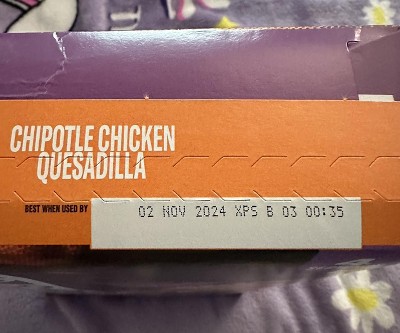 CHIPOTLE CHICKEN
QUESADILLA
BEST WHEN USED BY
02 NOV 2024 XPS B 03 00:35